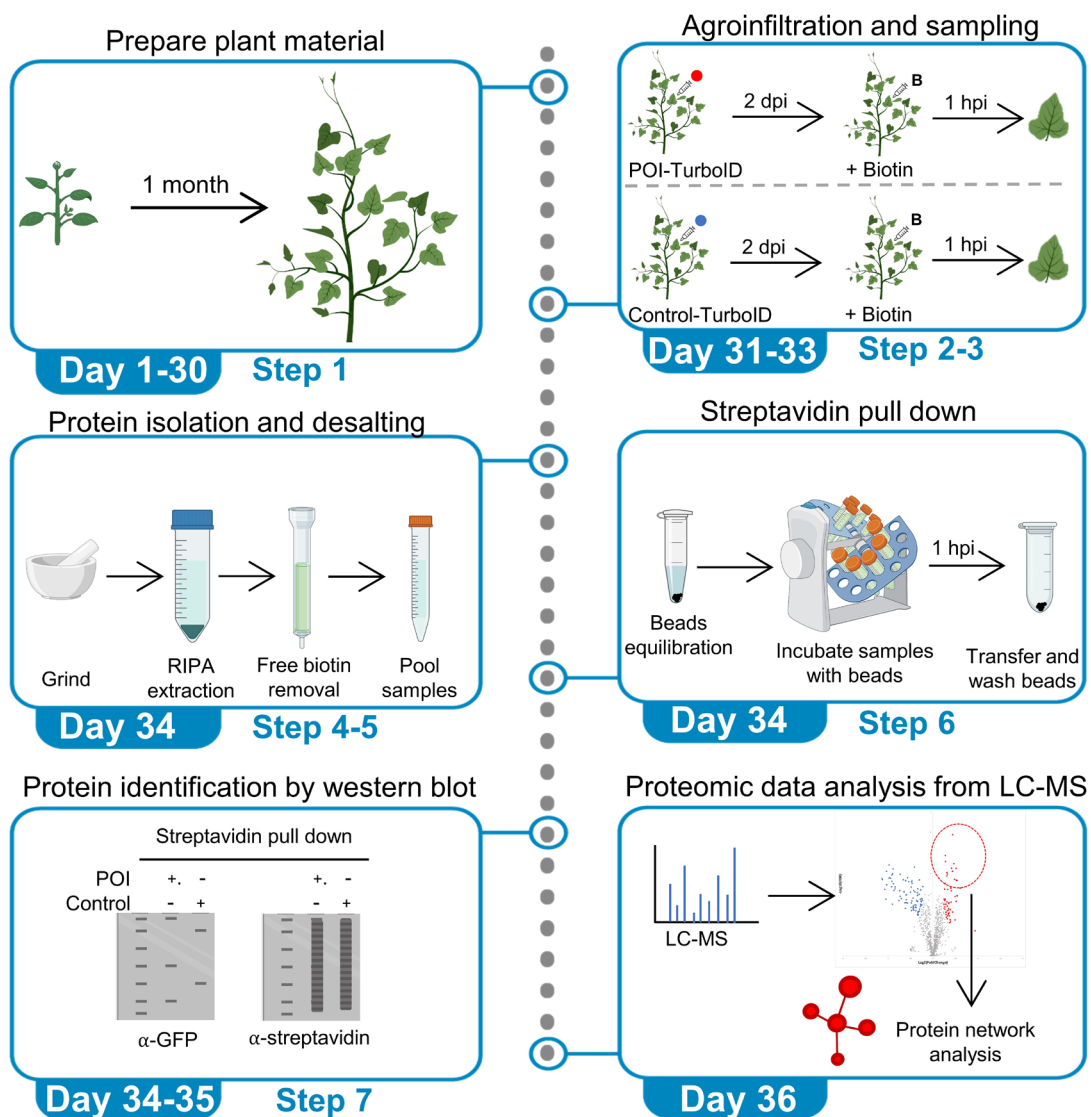 Prepare plant material
1 month
Day 1-30
Step 1
Agroinfiltration and sampling
B
2 dpi
1 hpi
POI-TurboID
+ Biotin
B
2 dpi
1 hpi
Control-TurboID
+ Biotin
Day 31-33
Step 2-3
Protein isolation and desalting
Grind
RIPA
extraction
Free biotin
removal
Pool
samples
Day 34
Step 4-5
Streptavidin pull down
1 hpi
Beads
equilibration
Incubate samples
with beads
Transfer and
wash beads
Day 34
Step 6
Protein identification by western blot
Streptavidin pull down
POI +. - +. -
Control - + - +
α-GFP
α-streptavidin
Day 34-35
Step 7
Proteomic data analysis from LC-MS
LC-MS
Log2(FoldChange)
Protein network
analysis
Day 36